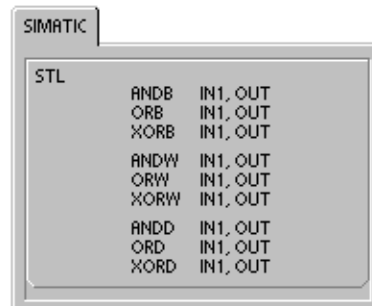 SIMATIC
STL
ANDB IN1, OUT
ORB IN1, OUT
XORB IN1, OUT
ANDW IN1, OUT
ORW IN1, OUT
XORW IN1, OUT
ANDD IN1, OUT
ORD IN1, OUT
XORD IN1, OUT